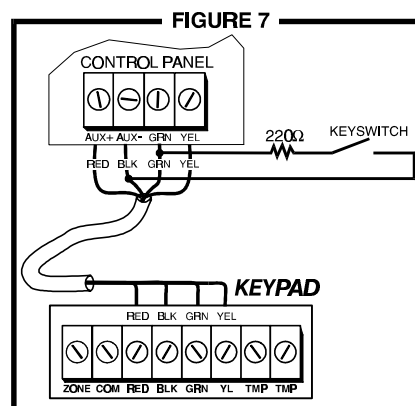 FIGURE 7
CONTROL PANEL
AUX+ AUX- GRN YEL
RED BLK GRN YEL
220Ω
KEYSWITCH
KEYPAD
RED BLK GRN YEL
ZONE COM RED BLK GRN YL TMP TMP